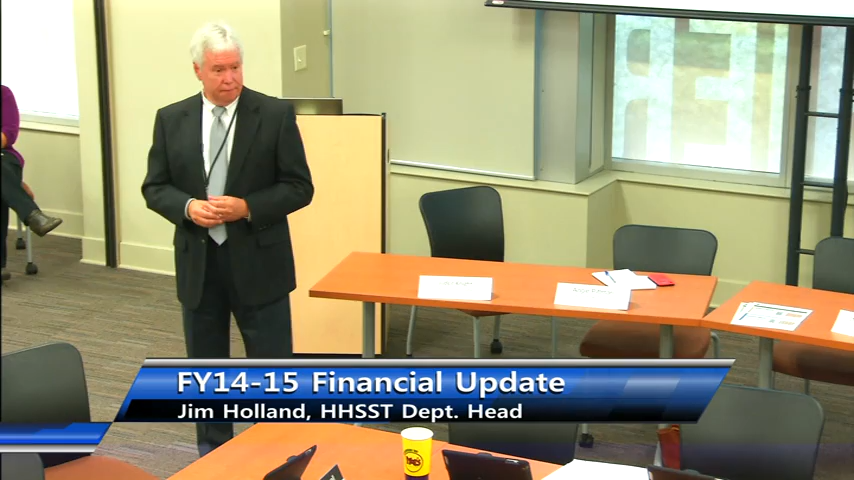 FY14-15 Financial Update
Jim Holland, HHSST Dept. Head